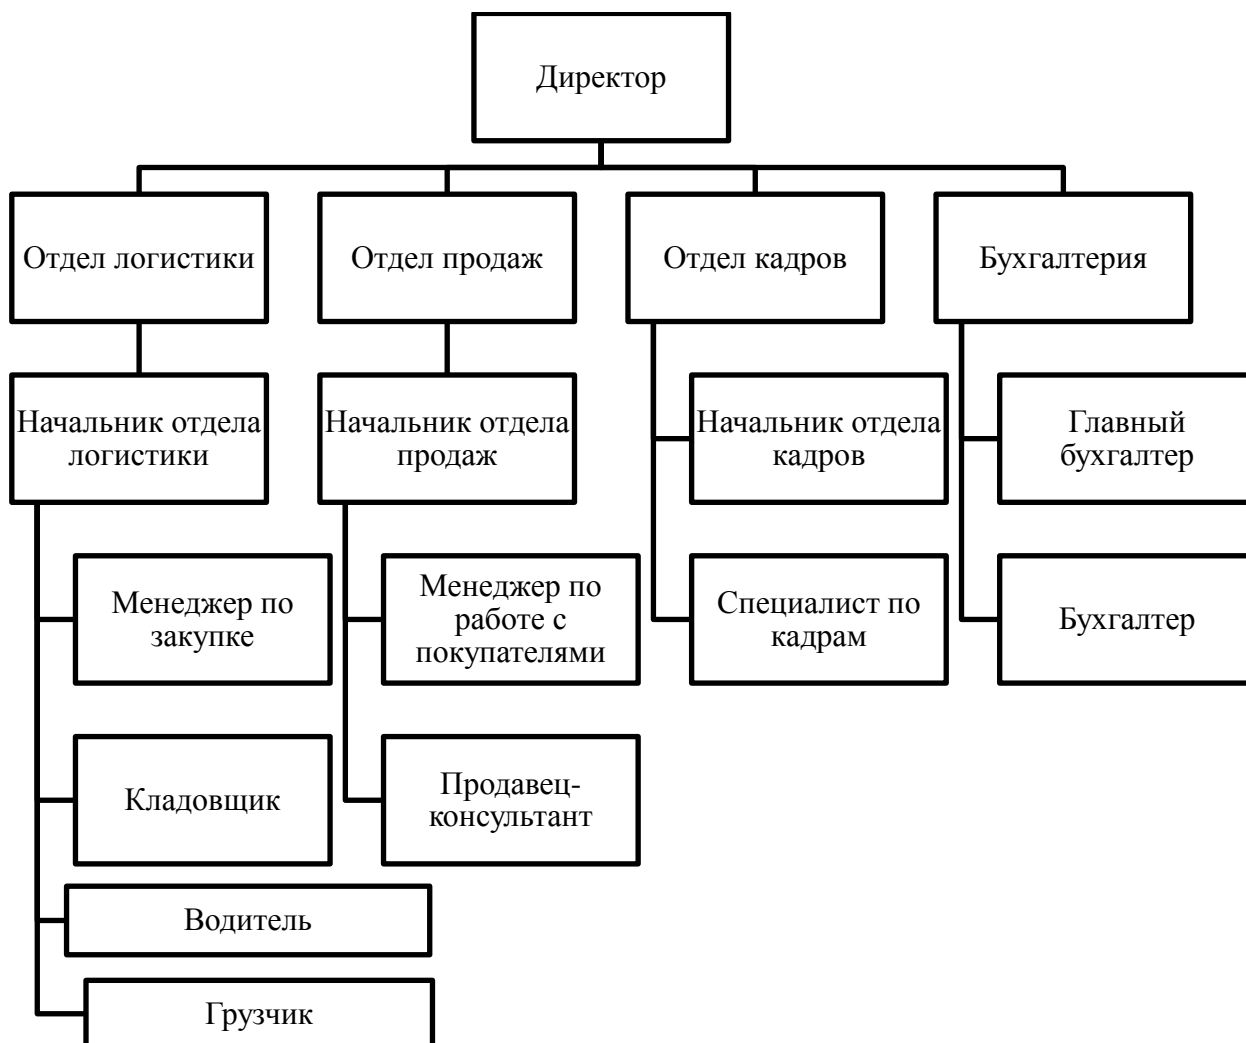 Директор
Отдел логистики
Отдел продаж
Отдел кадров
Бухгалтерия
Начальник отдела
логистики
Начальник отдела
продаж
Начальник отдела
кадров
Главный
бухгалтер
Менеджер по
закупке
Менеджер по
работе с
покупателями
Специалист по
кадрам
Бухгалтер
Кладовщик
Продавец-
консультант
Водитель
Грузчик